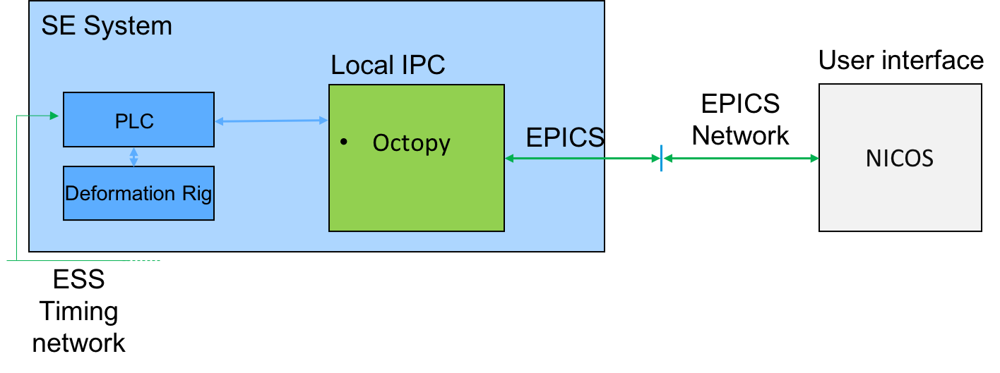 SE System
Local IPC
User interface
PLC
Deformation Rig
• Octopy
EPICS
EPICS
Network
NICOS
ESS
Timing
network